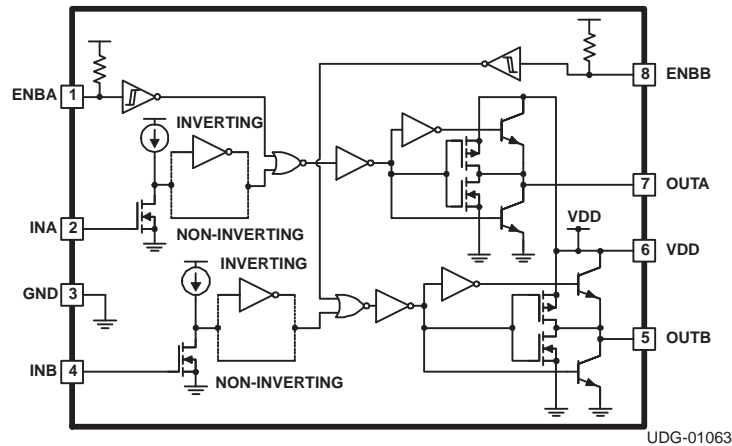 ENBA 1
8 ENBB
INVERTING
7 OUTA
INA 2
NON-INVERTING
VDD
6 VDD
INVERTING
GND 3
5 OUTB
INB 4
NON-INVERTING
UDG-01063